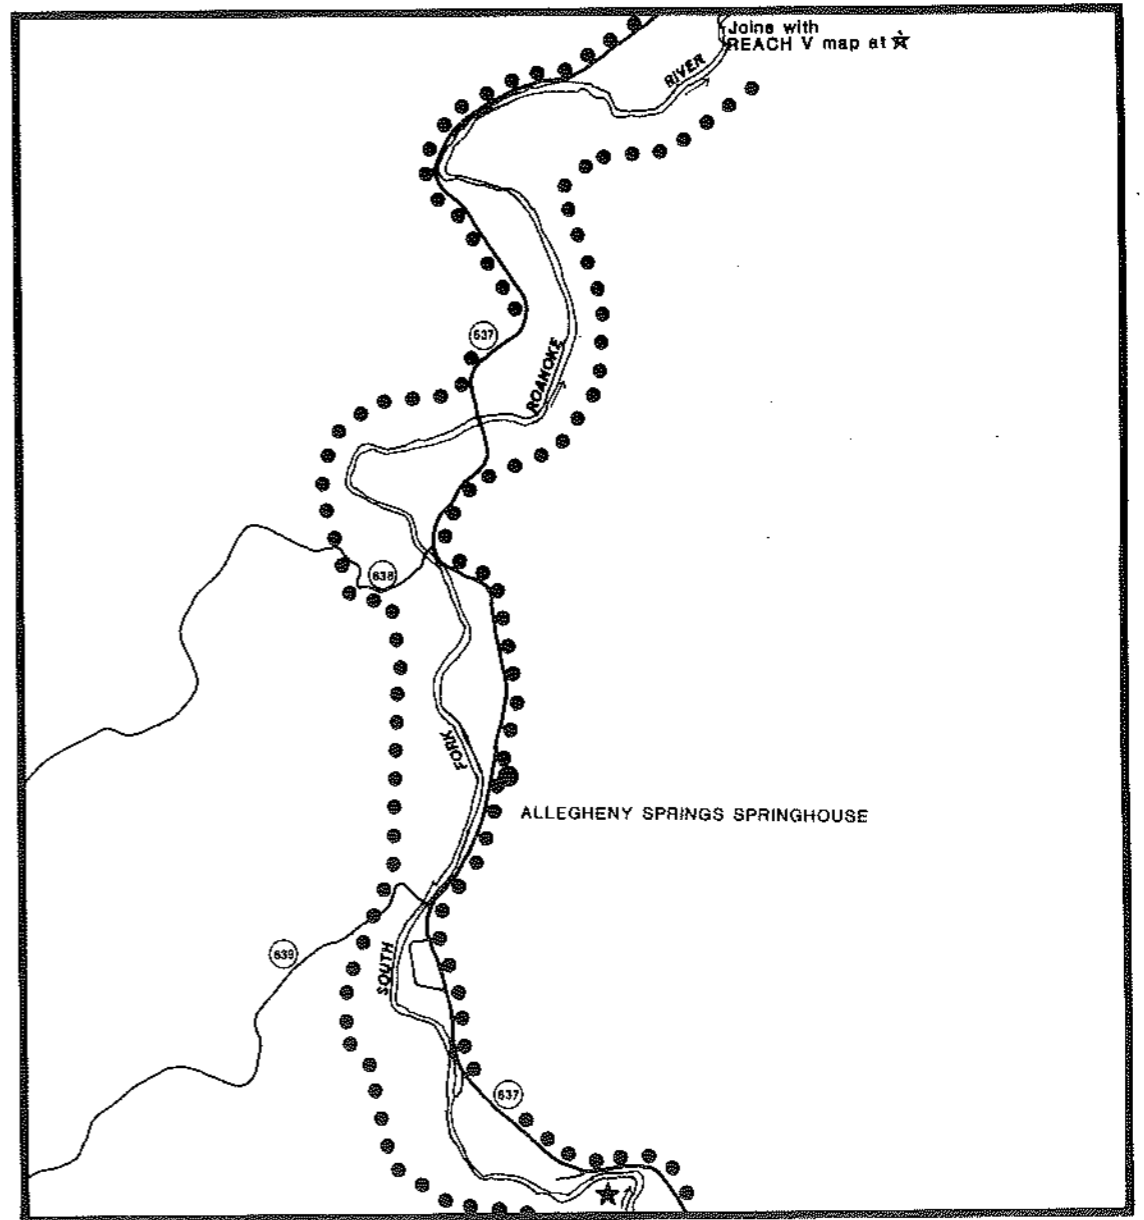 Joins with
REACH V map at
RIVER
637
ROANOKE
638
FORK
ALLEGHENY SPRINGS SPRINGHOUSE
639
SOUTH
637